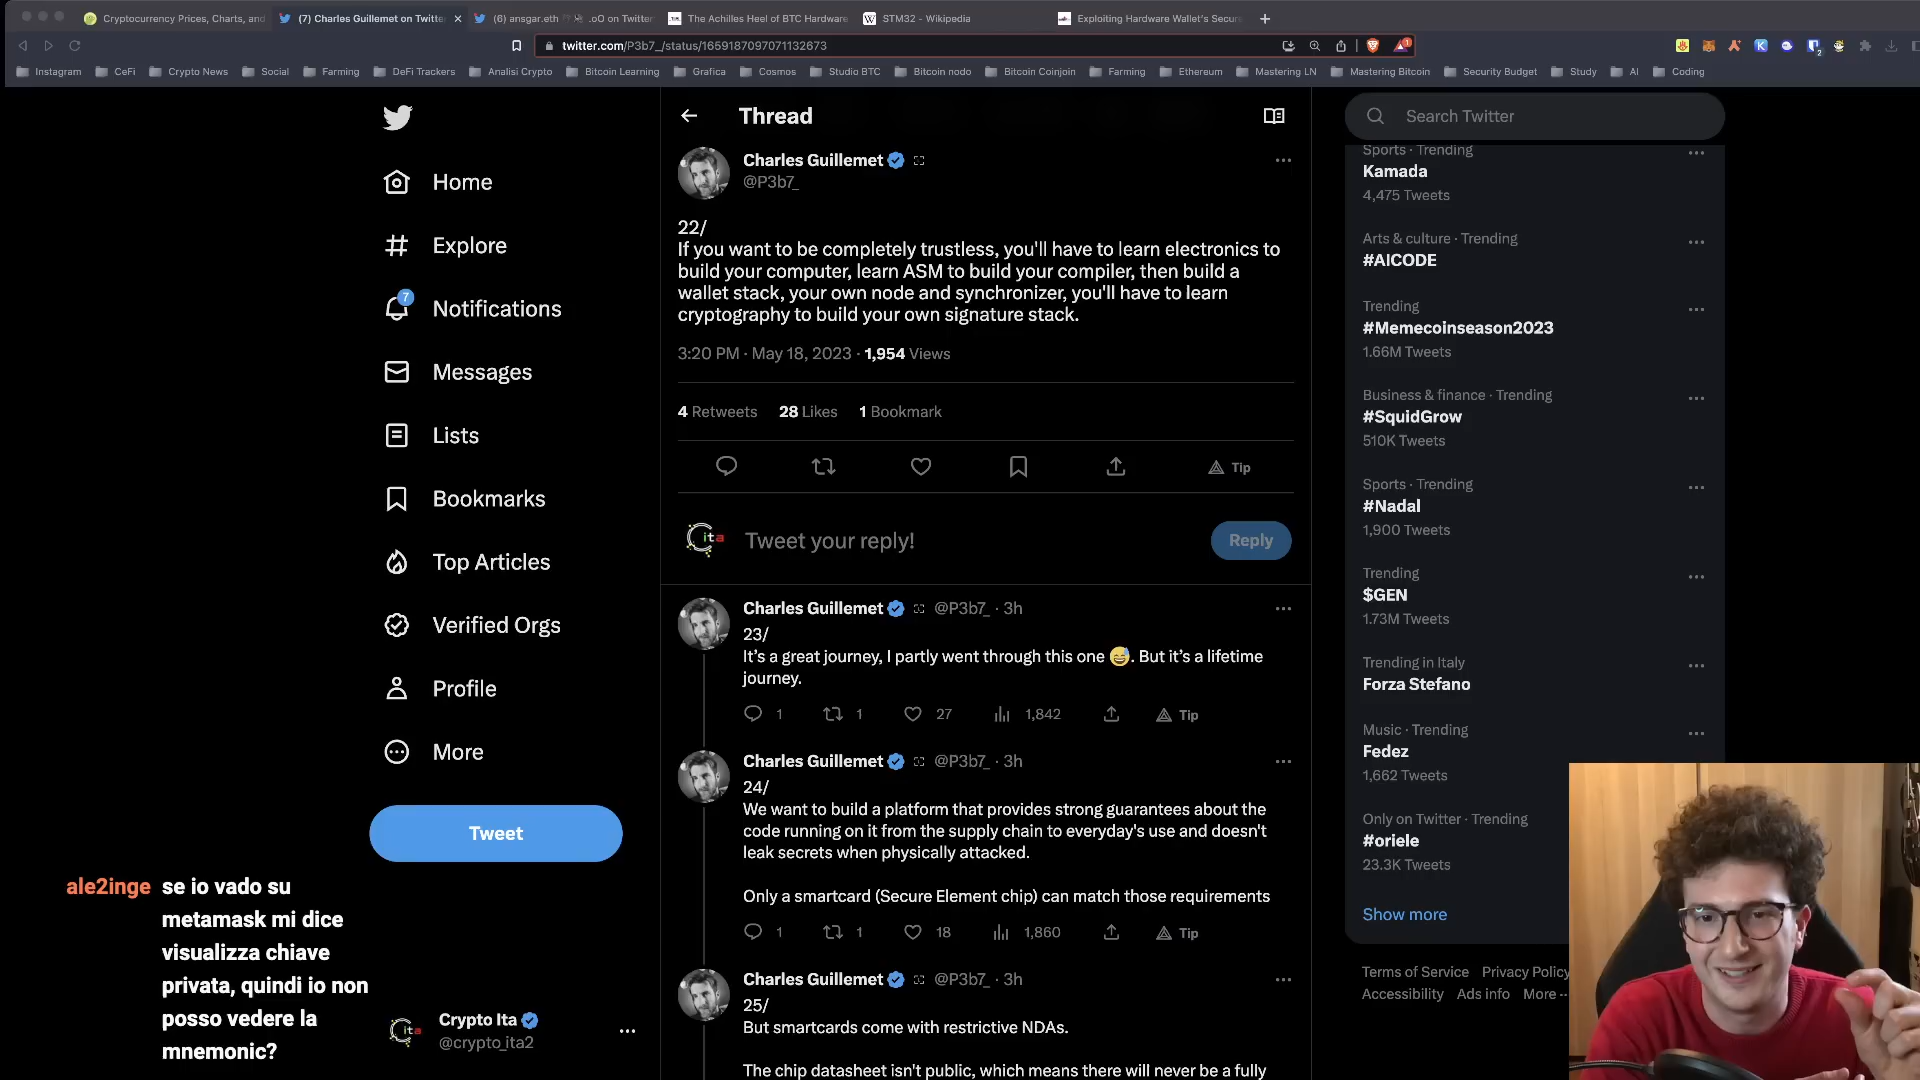 Cryptocurrency Prices, Charts, and
(7) Charles Guillemet on Twitte
(6) ansgar.eth
.oO on Twitter
The Achilles Heel of BTC Hardware
STM32 - Wikipedia
Exploiting Hardware Wallet's Secur
twitter.com/P3b7_/status/1659187097071132673
Instagram
CeFi
Crypto News
Social
Farming
DeFi Trackers
Analisi Crypto
Bitcoin Learning
Grafica
Cosmos
Studio BTC
Bitcoin nodo
Bitcoin Coinjoin
Farming
Ethereum
Mastering LN
Mastering Bitcoin
Security Budget
Study
AI
Coding
Home
Explore
7
Notifications
Messages
Lists
Bookmarks
Top Articles
Verified Orgs
Profile
More
Tweet
ale2inge se io vado su
metamask mi dice
visualizza chiave
privata, quindi io non
posso vedere la
mnemonic?
Crypto Ita
@crypto_ita2
Thread
Charles Guillemet
@P3b7_
22/
If you want to be completely trustless, you'll have to learn electronics to
build your computer, learn ASM to build your compiler, then build a
wallet stack, your own node and synchronizer, you'll have to learn
cryptography to build your own signature stack.
3:20 PM · May 18, 2023 · 1,954 Views
4 Retweets 28 Likes 1 Bookmark
Tip
Tweet your reply!
Reply
Charles Guillemet @P3b7_ · 3h
23/
It's a great journey, I partly went through this one 😅. But it's a lifetime
journey.
1 1 27 1,842 Tip
Charles Guillemet @P3b7_ · 3h
24/
We want to build a platform that provides strong guarantees about the
code running on it from the supply chain to everyday's use and doesn't
leak secrets when physically attacked.
Only a smartcard (Secure Element chip) can match those requirements
1 1 18 1,860 Tip
Charles Guillemet @P3b7_ · 3h
25/
But smartcards come with restrictive NDAs.
The chip datasheet isn't public, which means there will never be a fully
Search Twitter
Sports · Trending
Kamada
4,475 Tweets
Arts & culture · Trending
#AICODE
Trending
#Memecoinseason2023
1.66M Tweets
Business & finance · Trending
#SquidGrow
510K Tweets
Sports · Trending
#Nadal
1,900 Tweets
Trending
$GEN
1.73M Tweets
Trending in Italy
Forza Stefano
Music · Trending
Fedez
1,662 Tweets
Only on Twitter · Trending
#oriele
23.3K Tweets
Show more
Terms of Service Privacy Policy
Accessibility Ads info More ··